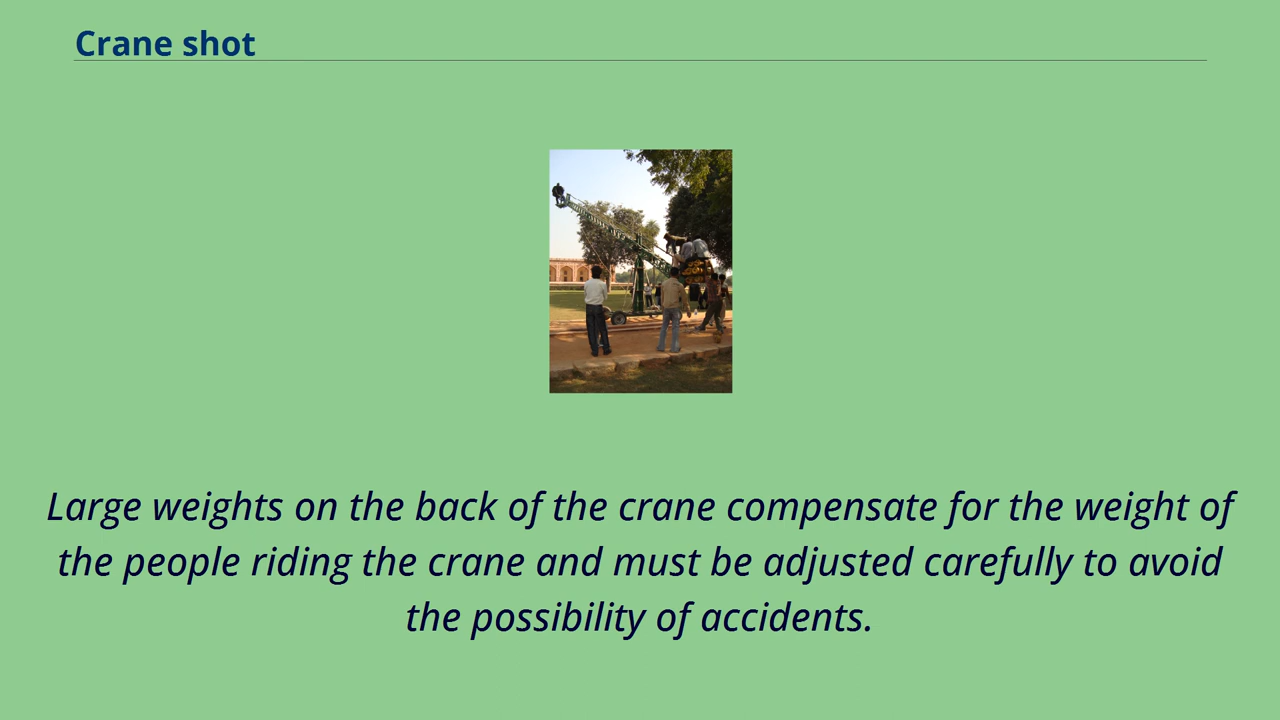 Crane shot
Large weights on the back of the crane compensate for the weight of
the people riding the crane and must be adjusted carefully to avoid
the possibility of accidents.